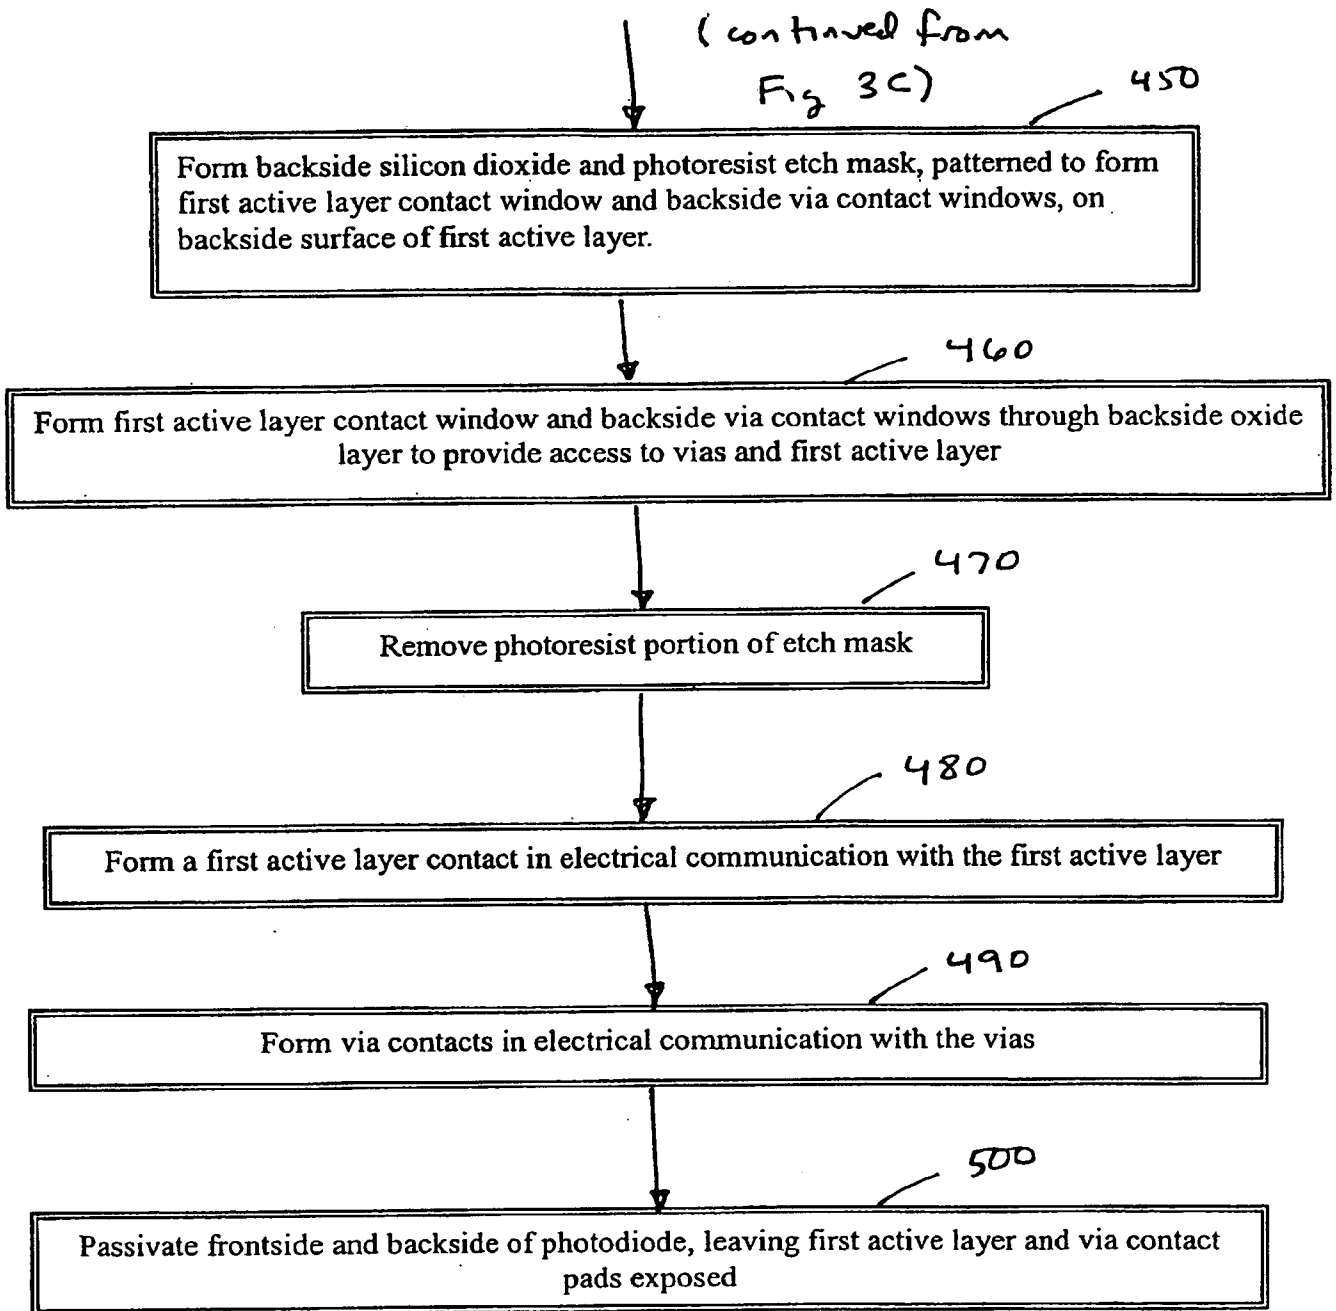 (continued from
Fig 3C)
450
Form backside silicon dioxide and photoresist etch mask, patterned to form
first active layer contact window and backside via contact windows, on
backside surface of first active layer.
460
Form first active layer contact window and backside via contact windows through backside oxide
layer to provide access to vias and first active layer
470
Remove photoresist portion of etch mask
480
Form a first active layer contact in electrical communication with the first active layer
490
Form via contacts in electrical communication with the vias
500
Passivate frontside and backside of photodiode, leaving first active layer and via contact
pads exposed